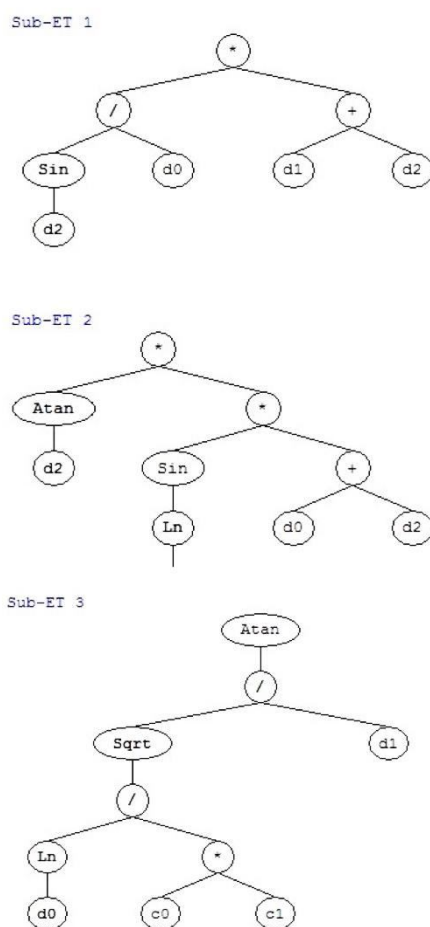 Sub-ET 1
*
/ +
Sin d0 d1 d2
d2
Sub-ET 2
*
Atan *
d2 Sin +
Ln d0 d2
Sub-ET 3
Atan
/
Sqrt d1
/
Ln *
d0 c0 c1